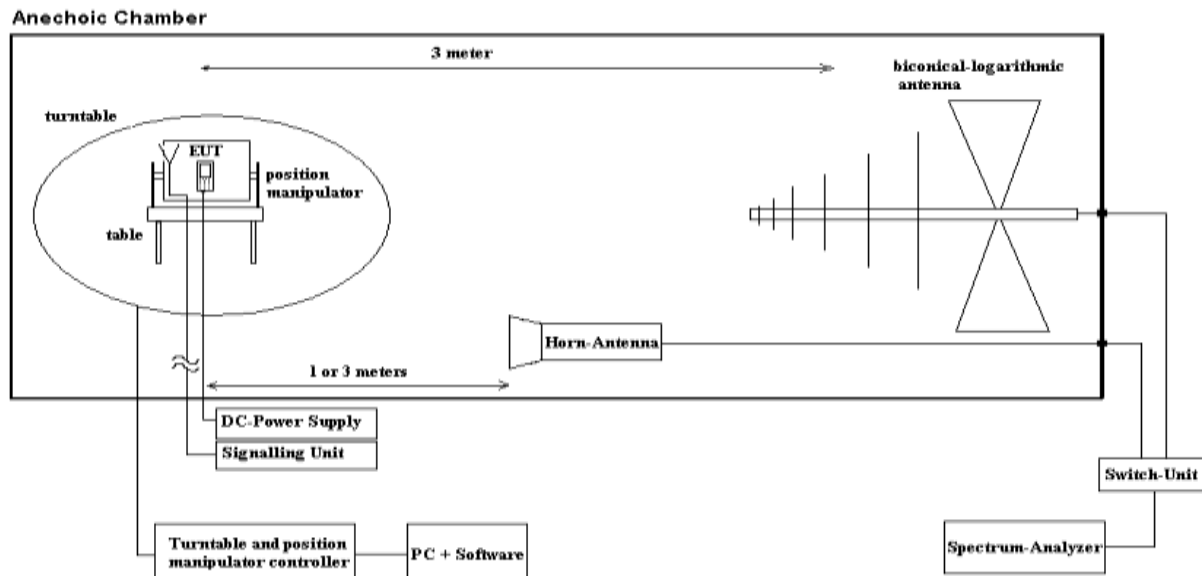 Anechoic Chamber
3 meter
biconical-logarithmic
antenna
turntable
EUT
position
manipulator
table
Horn-Antenna
1 or 3 meters
DC-Power Supply
Signalling Unit
Switch-Unit
Turntable and position
manipulator controller
PC + Software
Spectrum-Analyzer